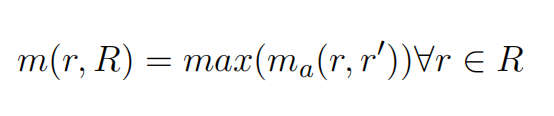 m(r, R) = max(m_a(r, r′))∀r ∈ R